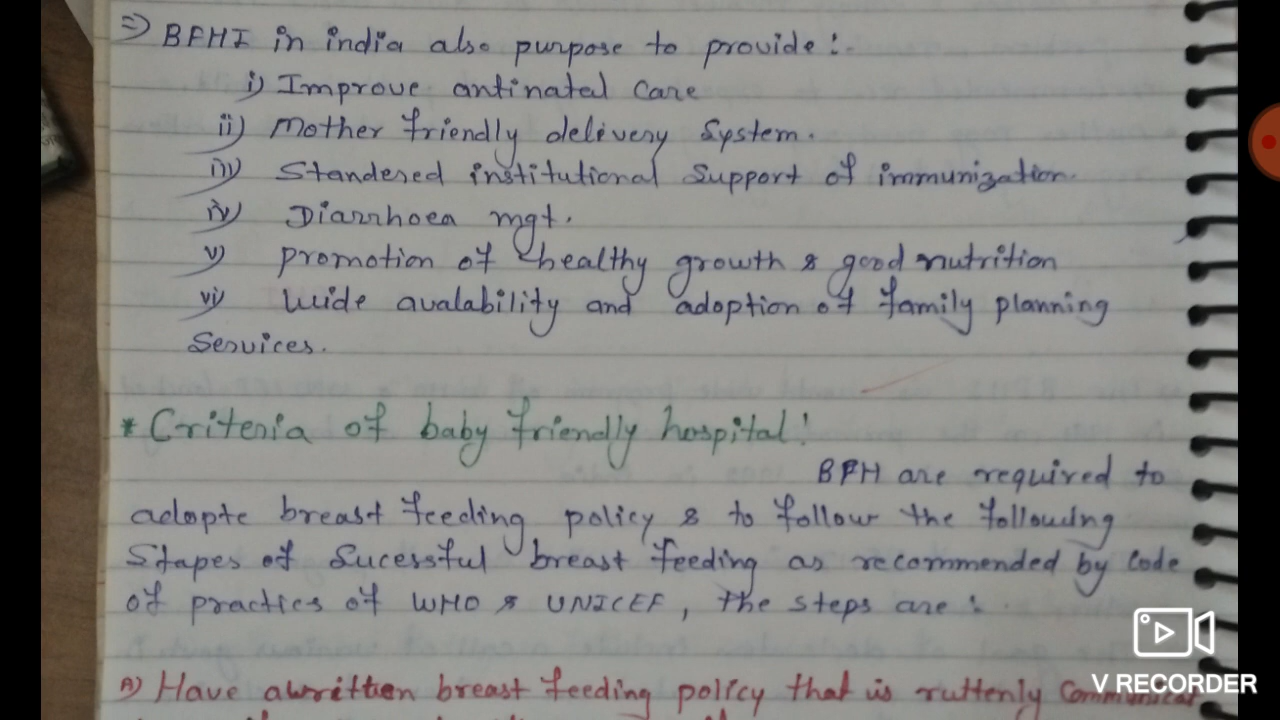 => BFHI in india also purpose to provide :-
i) Improve antinatal Care
ii) Mother friendly delivery System.
iii) Standered institutional Support of immunization.
iv) Diarrhoea mgt.
v) promotion of healthy growth & good nutrition
vi) wide avalability and adoption of family planning
Services.
* Criteria of baby friendly hospital :
BFH are required to
adopte breast feeding policy & to follow the following
Stapes of Sucessful breast feeding as recommended by Code
of practies of WHO & UNICEF, the steps are :
A) Have a written breast feeding policy that is ruttenly
V RECORDER